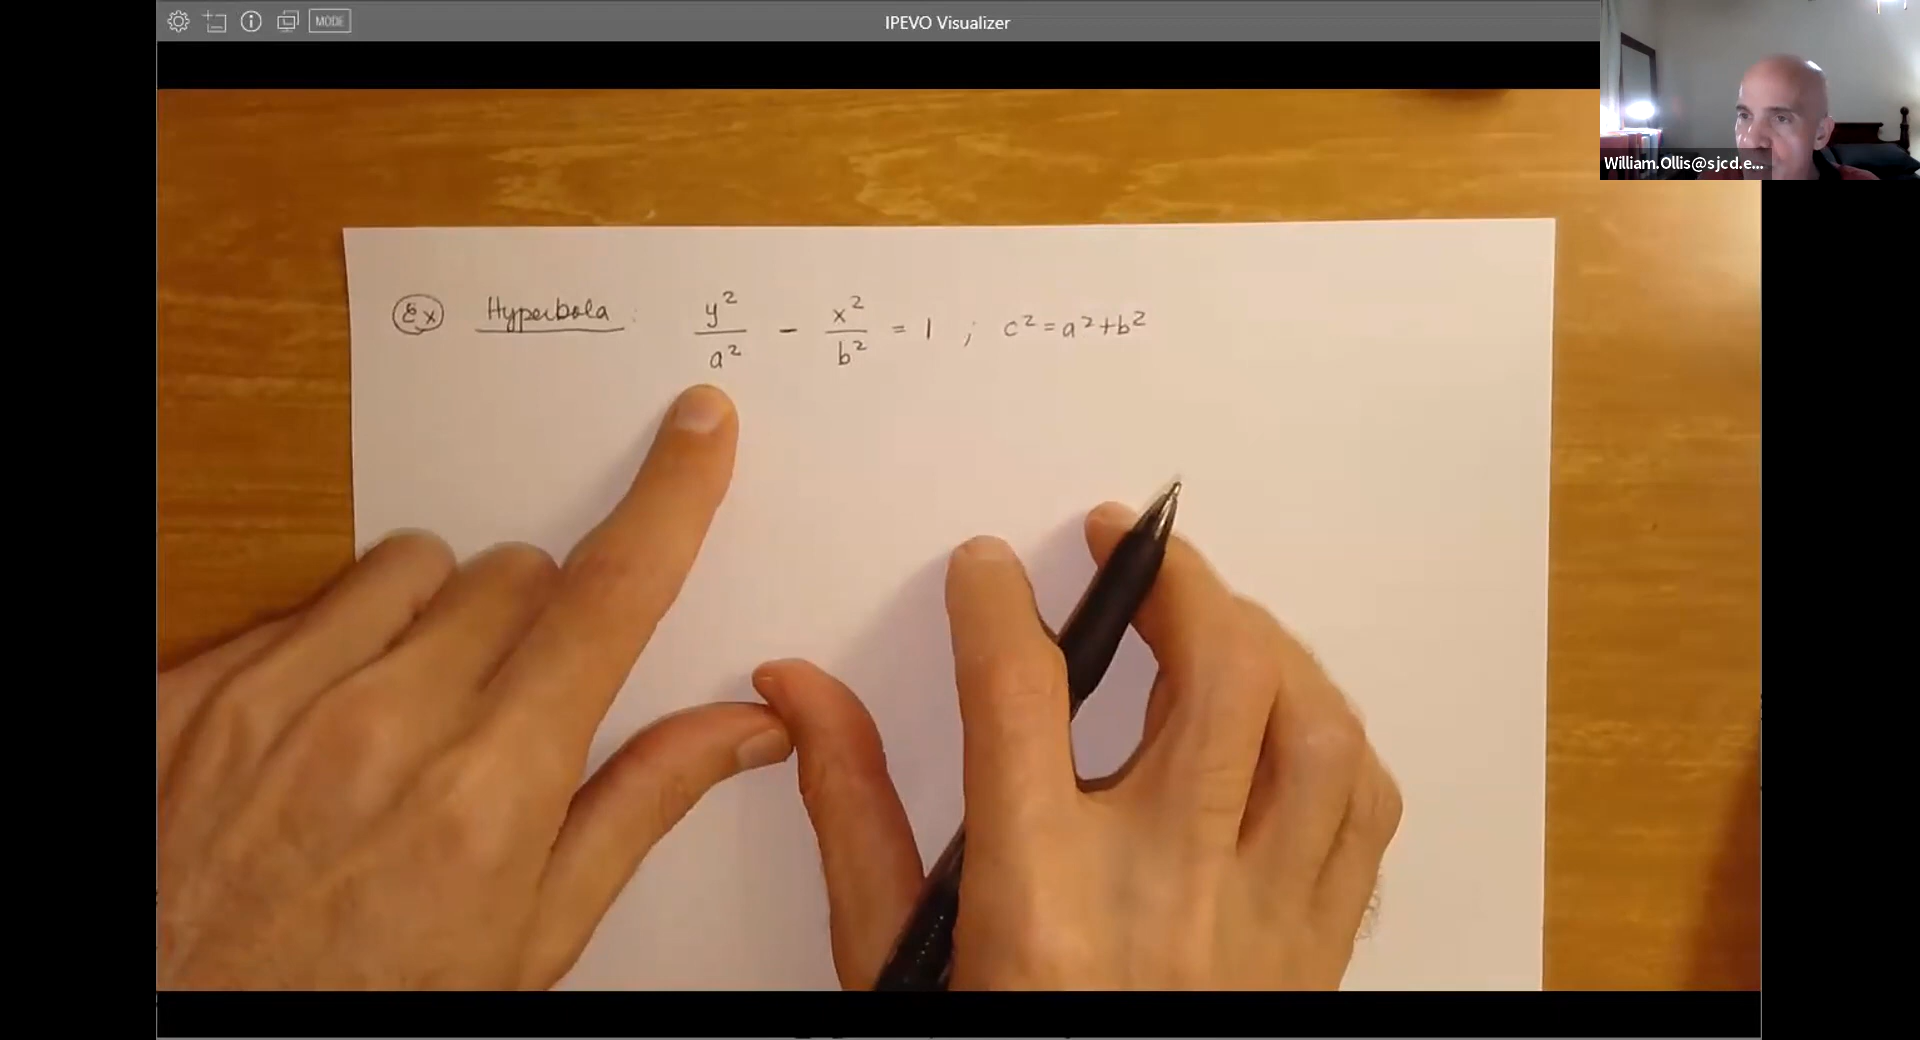 MODE
IPEVO Visualizer
William.Ollis@sjcd.e...
Ex Hyperbola: y²/a² - x²/b² = 1 ; c² = a² + b²